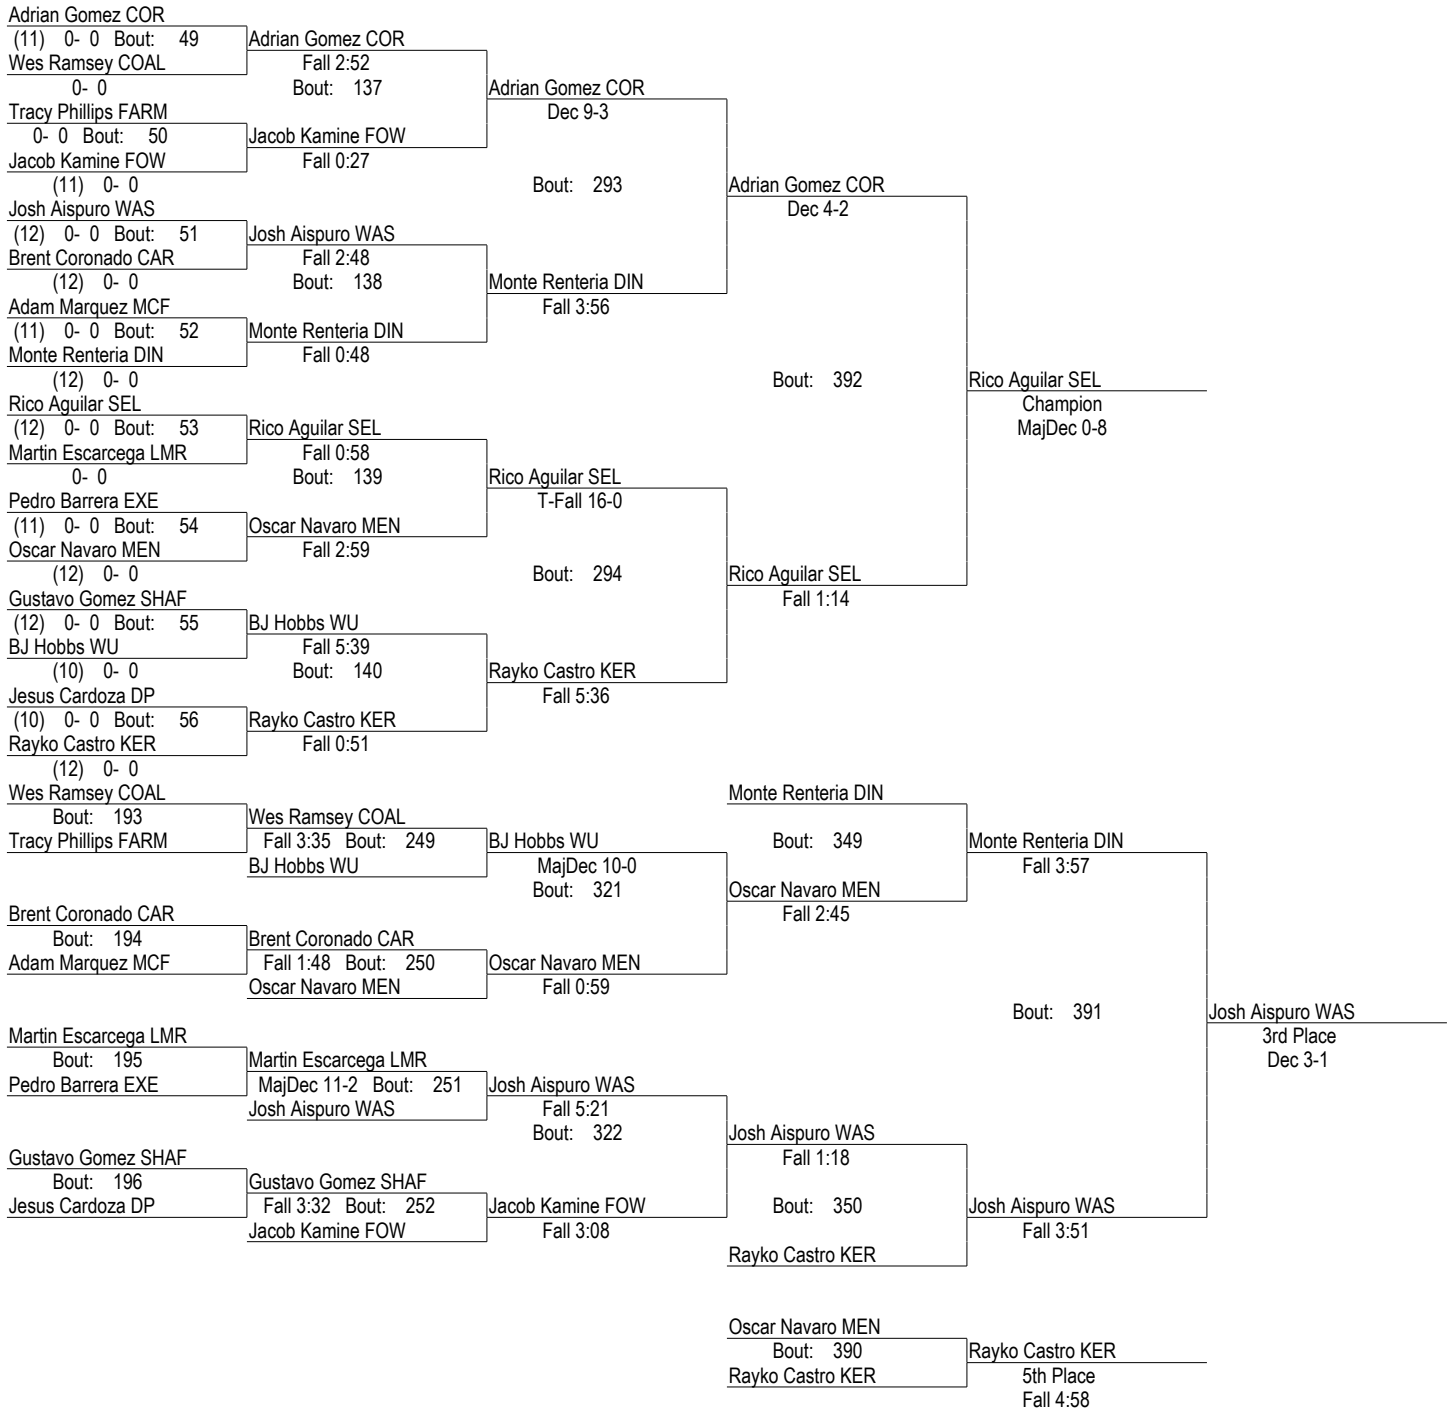 Adrian Gomez COR
(11) 0- 0 Bout: 49 Adrian Gomez COR
Wes Ramsey COAL Fall 2:52
0- 0 Bout: 137 Adrian Gomez COR
Tracy Phillips FARM Dec 9-3
0- 0 Bout: 50 Jacob Kamine FOW
Jacob Kamine FOW Fall 0:27
(11) 0- 0 Bout: 293 Adrian Gomez COR
Josh Aispuro WAS Dec 4-2
(12) 0- 0 Bout: 51 Josh Aispuro WAS
Brent Coronado CAR Fall 2:48
(12) 0- 0 Bout: 138 Monte Renteria DIN
Adam Marquez MCF Fall 3:56
(11) 0- 0 Bout: 52 Monte Renteria DIN
Monte Renteria DIN Fall 0:48
(12) 0- 0 Bout: 392 Rico Aguilar SEL
Rico Aguilar SEL Champion
(12) 0- 0 Bout: 53 Rico Aguilar SEL MajDec 0-8
Martin Escarcega LMR Fall 0:58
0- 0 Bout: 139 Rico Aguilar SEL
Pedro Barrera EXE T-Fall 16-0
(11) 0- 0 Bout: 54 Oscar Navaro MEN
Oscar Navaro MEN Fall 2:59
(12) 0- 0 Bout: 294 Rico Aguilar SEL
Gustavo Gomez SHAF Fall 1:14
(12) 0- 0 Bout: 55 BJ Hobbs WU
BJ Hobbs WU Fall 5:39
(10) 0- 0 Bout: 140 Rayko Castro KER
Jesus Cardoza DP Fall 5:36
(10) 0- 0 Bout: 56 Rayko Castro KER
Rayko Castro KER Fall 0:51
(12) 0- 0
Wes Ramsey COAL Monte Renteria DIN
Bout: 193 Wes Ramsey COAL
Tracy Phillips FARM Fall 3:35 Bout: 249 BJ Hobbs WU Bout: 349 Monte Renteria DIN
BJ Hobbs WU MajDec 10-0 Fall 3:57
Bout: 321 Oscar Navaro MEN
Brent Coronado CAR Fall 2:45
Bout: 194 Brent Coronado CAR
Adam Marquez MCF Fall 1:48 Bout: 250 Oscar Navaro MEN
Oscar Navaro MEN Fall 0:59
Bout: 391 Josh Aispuro WAS
Martin Escarcega LMR 3rd Place
Bout: 195 Martin Escarcega LMR Dec 3-1
Pedro Barrera EXE MajDec 11-2 Bout: 251 Josh Aispuro WAS
Josh Aispuro WAS Fall 5:21
Bout: 322 Josh Aispuro WAS
Gustavo Gomez SHAF Fall 1:18
Bout: 196 Gustavo Gomez SHAF
Jesus Cardoza DP Fall 3:32 Bout: 252 Jacob Kamine FOW Bout: 350 Josh Aispuro WAS
Jacob Kamine FOW Fall 3:08 Fall 3:51
Rayko Castro KER
Oscar Navaro MEN
Bout: 390 Rayko Castro KER
Rayko Castro KER 5th Place
Fall 4:58